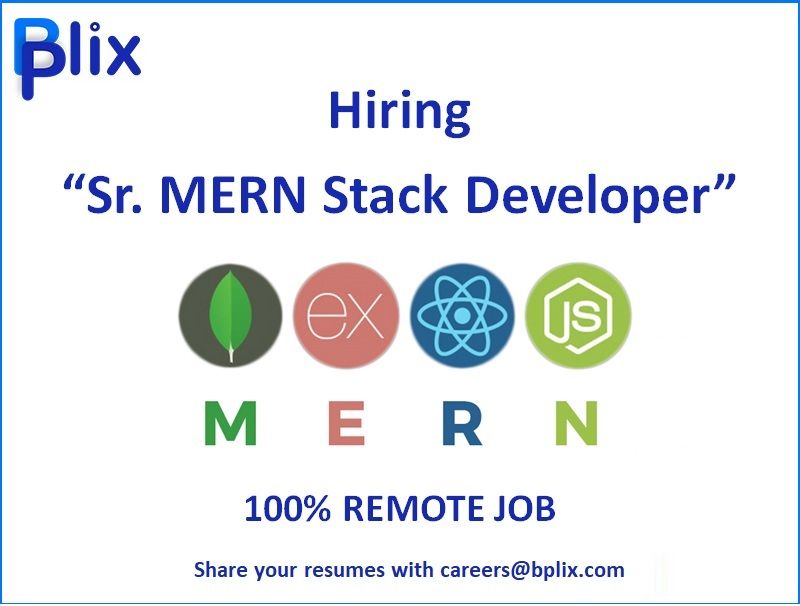 Bplix
Hiring
“Sr. MERN Stack Developer”
ex JS
M E R N
100% REMOTE JOB
Share your resumes with careers@bplix.com